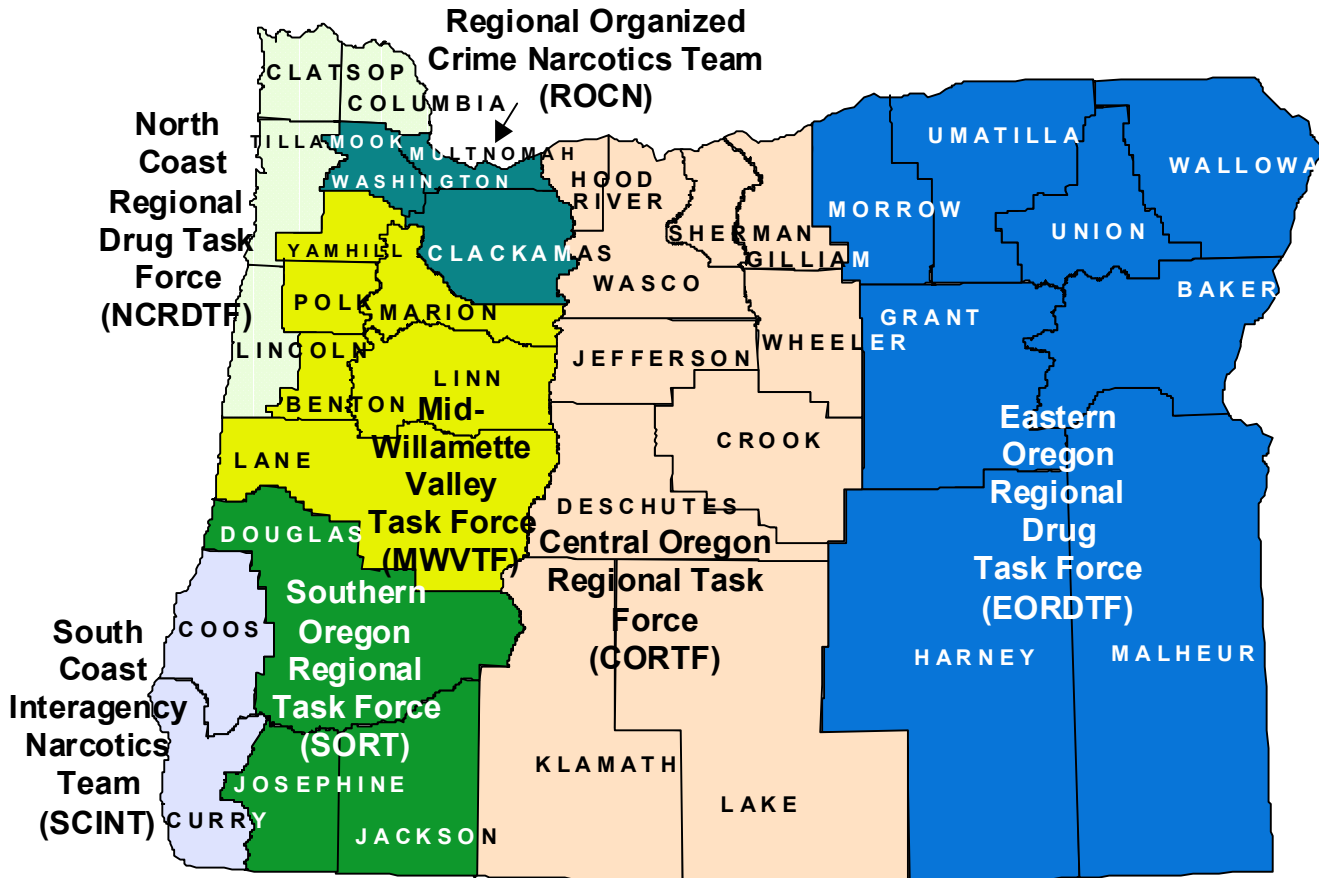 Regional Organized
Crime Narcotics Team
(ROCN)
North
Coast
Regional
Drug Task
Force
(NCRDTF)
CLATSOP
COLUMBIA
TILLAMOOK
MULTNOMAH
WASHINGTON
YAMHILL
CLACKAMAS
POLK
MARION
LINCOLN
LINN
BENTON
LANE
Mid-
Willamette
Valley
Task Force
(MWVTF)
HOOD
RIVER
SHERMAN
GILLIAM
WASCO
JEFFERSON
WHEELER
CROOK
DESCHUTES
Central Oregon
Regional Task
Force
(CORTF)
KLAMATH
LAKE
UMATILLA
WALLOWA
MORROW
UNION
BAKER
GRANT
Eastern
Oregon
Regional
Drug
Task Force
(EORDTF)
HARNEY
MALHEUR
DOUGLAS
Southern
Oregon
Regional
Task Force
(SORT)
JOSEPHINE
JACKSON
South
Coast
Interagency
Narcotics
Team
(SCINT)
COOS
CURRY